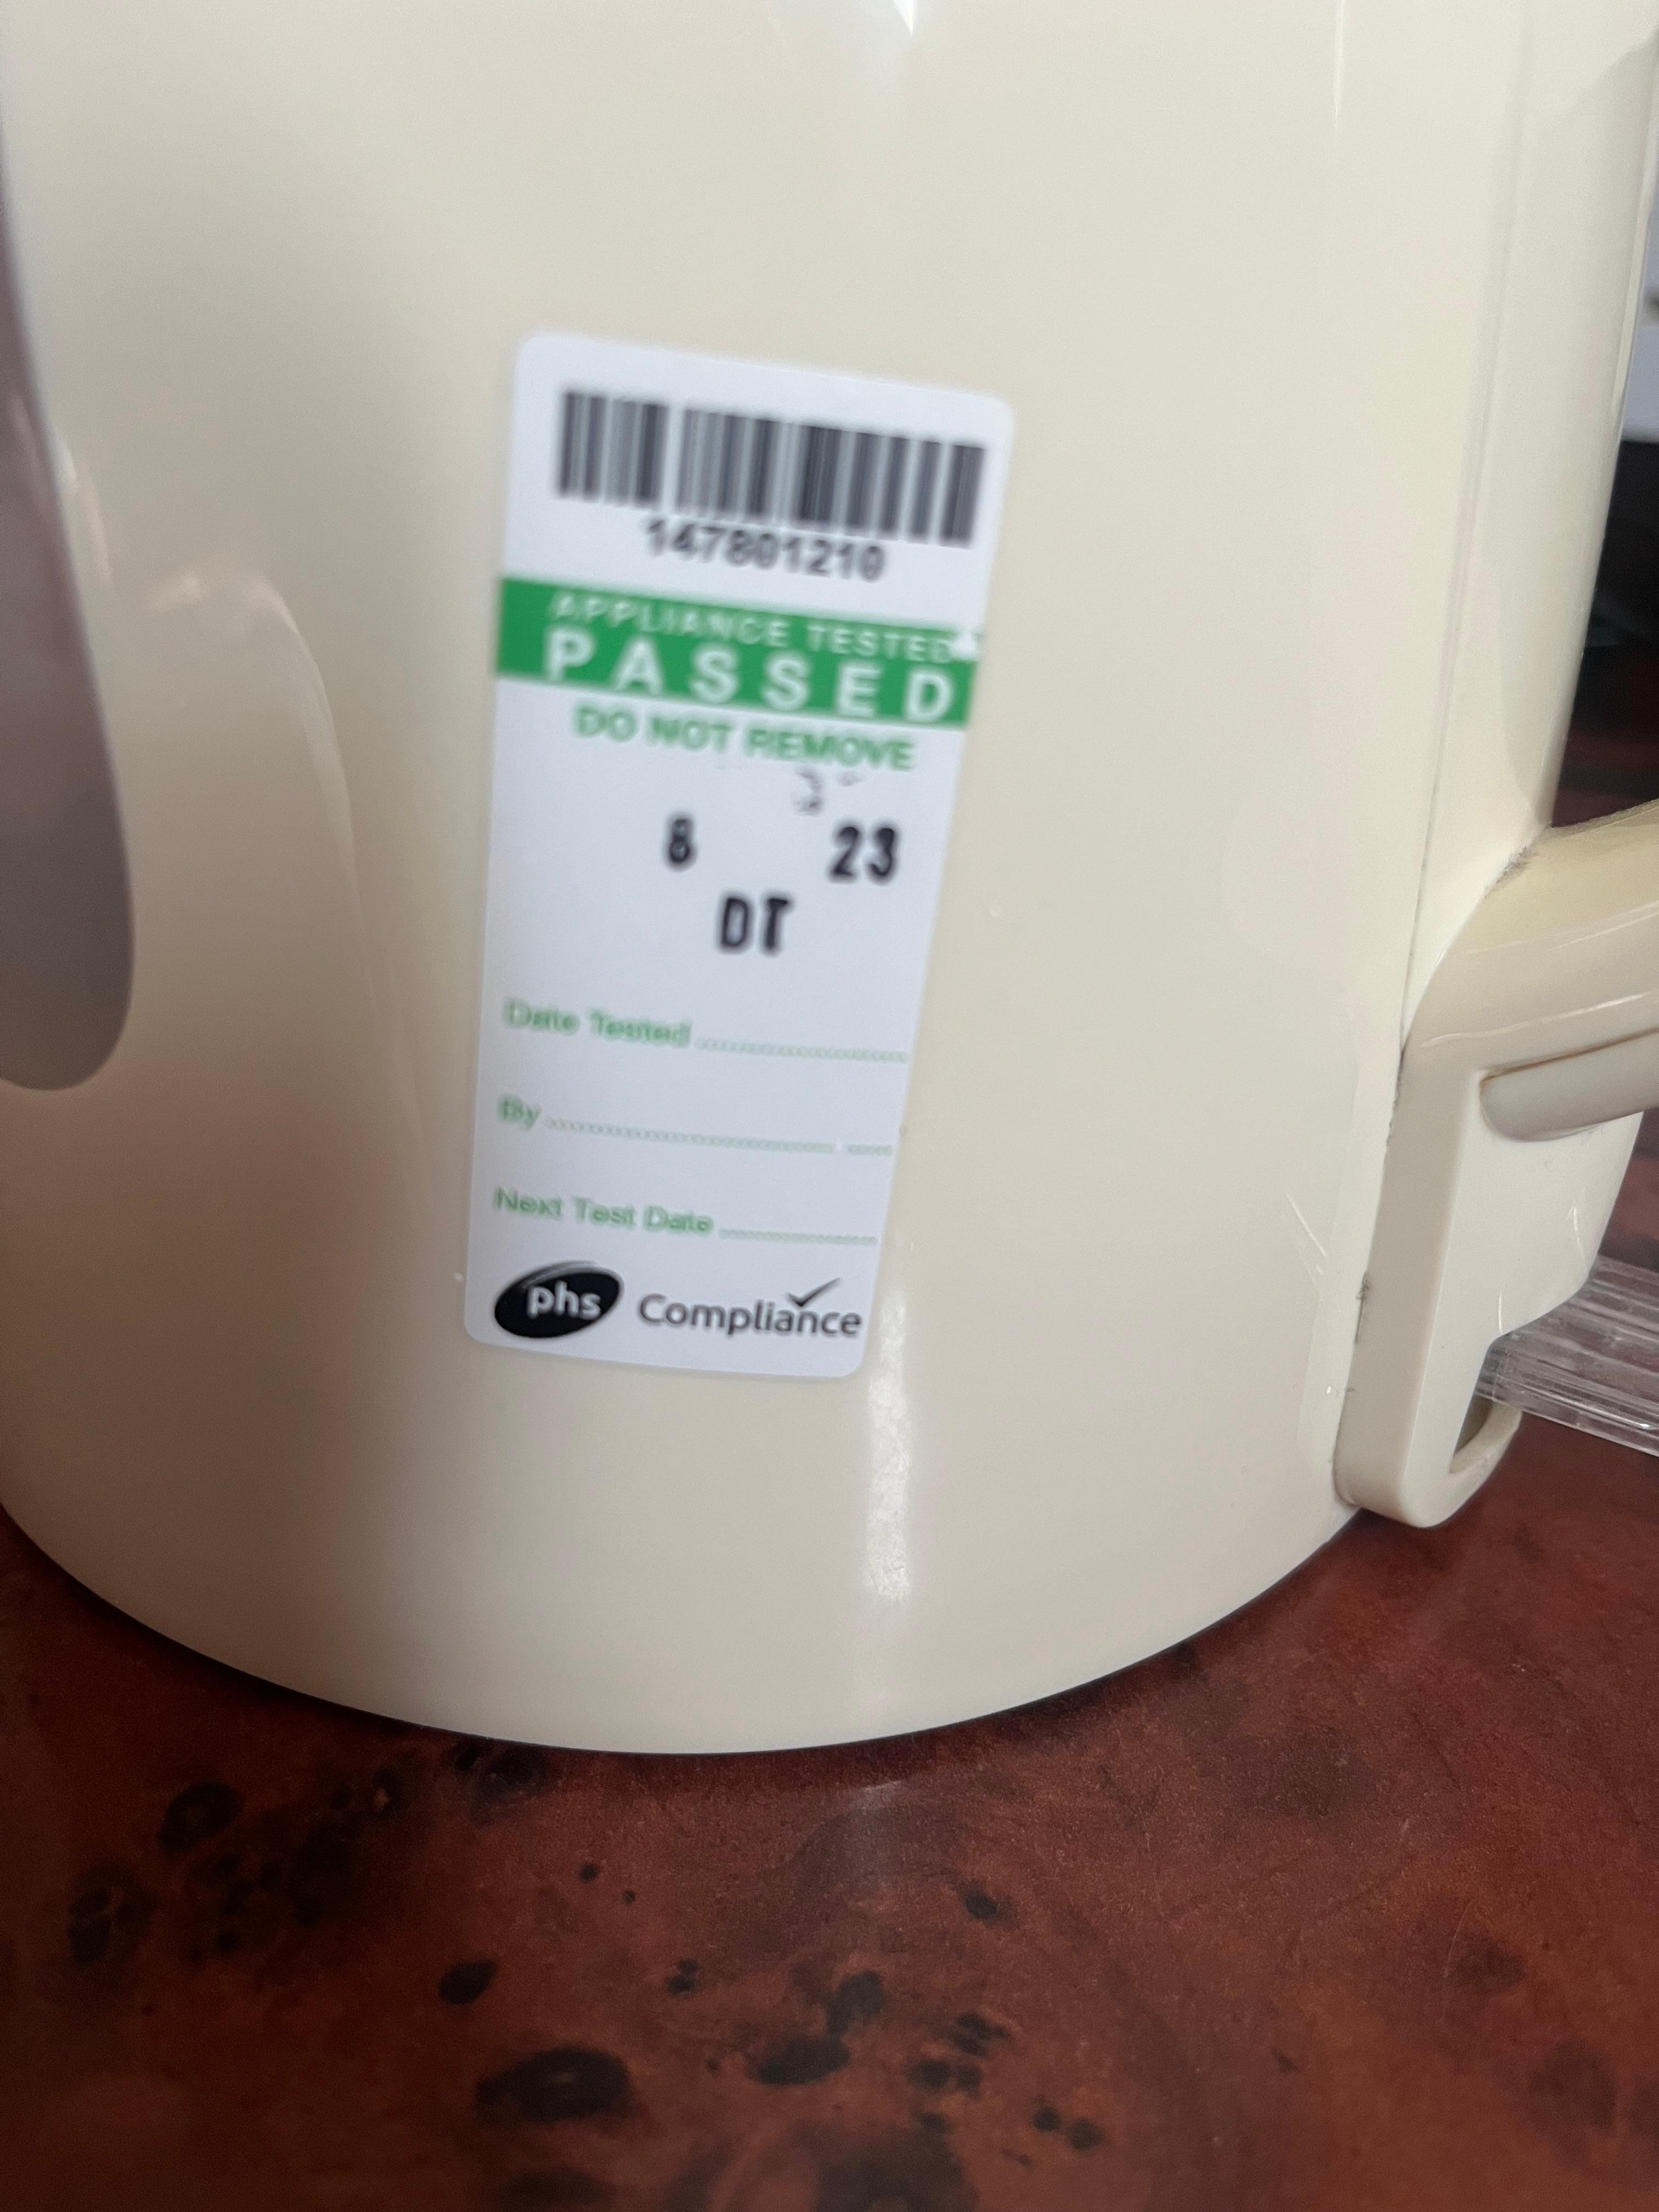 147801210
APPLIANCE TESTED
PASSED
DO NOT REMOVE
8 23
DT
Date Tested
By
Next Test Date
phs Compliance